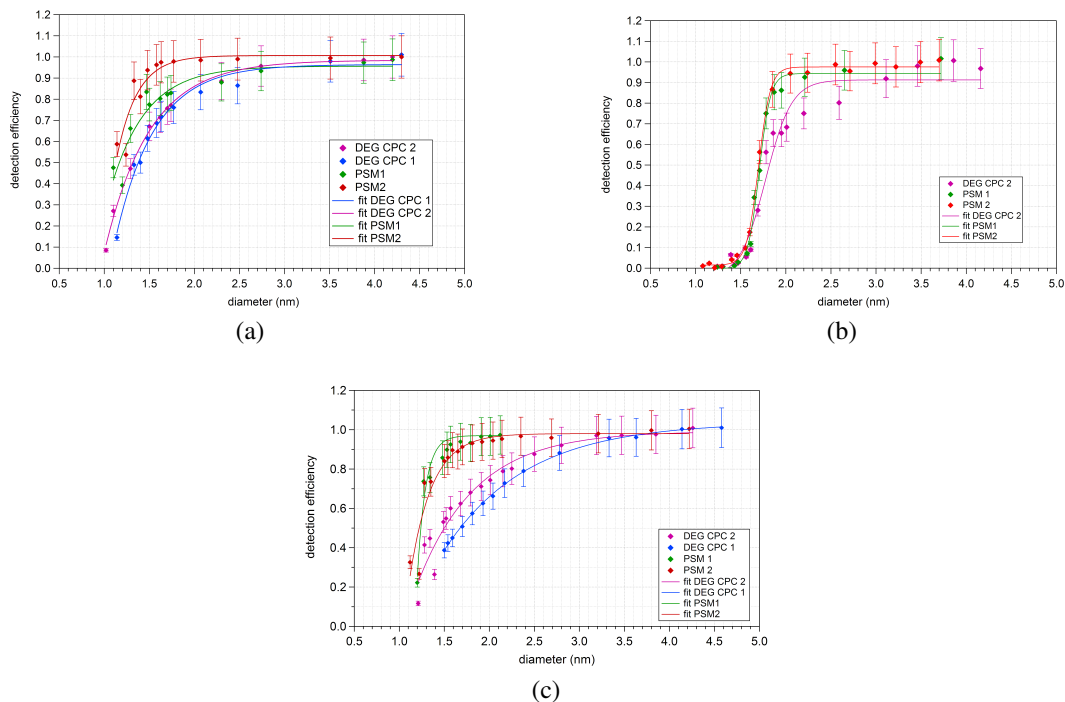 1.2
1.1
1.0
0.9
0.8
0.7
0.6
0.5
0.4
0.3
0.2
0.1
0.0
detection efficiency
0.5 1.0 1.5 2.0 2.5 3.0 3.5 4.0 4.5 5.0
diameter (nm)
DEG CPC 2
DEG CPC 1
PSM1
PSM2
fit DEG CPC 1
fit DEG CPC 2
fit PSM1
fit PSM2
(a)
1.2
1.1
1.0
0.9
0.8
0.7
0.6
0.5
0.4
0.3
0.2
0.1
0.0
detection efficiency
0.5 1.0 1.5 2.0 2.5 3.0 3.5 4.0 4.5 5.0
diameter (nm)
DEG CPC 2
PSM 1
PSM 2
fit DEG CPC 2
fit PSM1
fit PSM2
(b)
1.2
1.0
0.8
0.6
0.4
0.2
0.0
detection efficiency
0.5 1.0 1.5 2.0 2.5 3.0 3.5 4.0 4.5 5.0
diameter (nm)
DEG CPC 2
DEG CPC 1
PSM 1
PSM 2
fit DEG CPC 2
fit DEG CPC 1
fit PSM1
fit PSM2
(c)